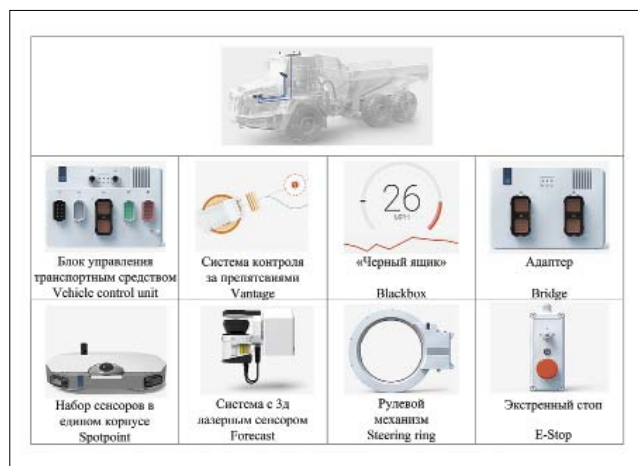 26
MPH
Блок управления
транспортным средством
Vehicle control unit
Система контроля
за препятсвиями
Vantage
«Черный ящик»
Blackbox
Адаптер
Bridge
Набор сенсоров в
едином корпусе
Spotpoint
Система с 3д
лазерным сенсором
Forecast
Рулевой
механизм
Steering ring
Экстренный стоп
E-Stop